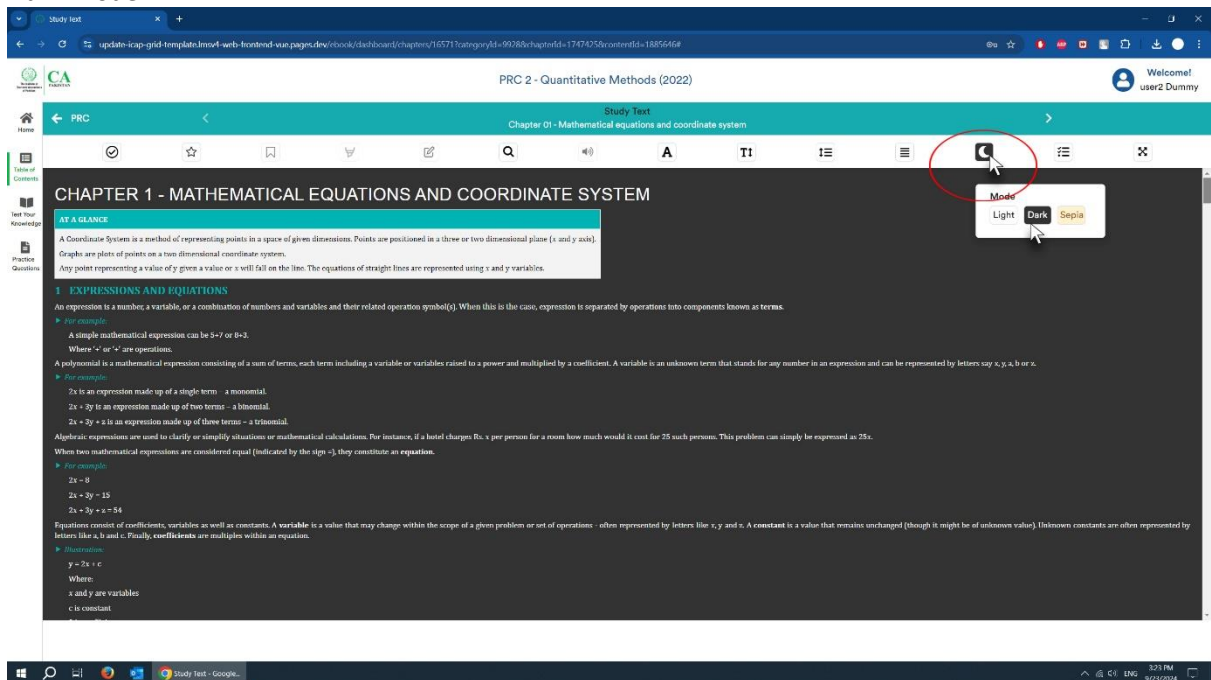 Study Text
update-icap-grid-template.lmsv4-web-frontend-vue.pages.dev/ebook/dashboard/chapters/16571?categoryId=9928&chapterId=1747425&contentId=1885646#
CA
PAKISTAN
PRC 2 - Quantitative Methods (2022)
Welcome!
user2 Dummy
Home
PRC
Study Text
Chapter 01 - Mathematical equations and coordinate system
Table of
Contents
Test Your
Knowledge
Practice
Questions
CHAPTER 1 - MATHEMATICAL EQUATIONS AND COORDINATE SYSTEM
Mode
Light Dark Sepia
AT A GLANCE
A Coordinate System is a method of representing points in a space of given dimensions. Points are positioned in a three or two dimensional plane (x and y axis).
Graphs are plots of points on a two dimensional coordinate system.
Any point representing a value of y given a value or x will fall on the line. The equations of straight lines are represented using x and y variables.
1 EXPRESSIONS AND EQUATIONS
An expression is a number, a variable, or a combination of numbers and variables and their related operation symbol(s). When this is the case, expression is separated by operations into components known as terms.
For example:
A simple mathematical expression can be 5+7 or 8+3.
Where '+' or '+' are operations.
A polynomial is a mathematical expression consisting of a sum of terms, each term including a variable or variables raised to a power and multiplied by a coefficient. A variable is an unknown term that stands for any number in an expression and can be represented by letters say x, y, a, b or z.
For example:
2x is an expression made up of a single term – a monomial.
2x + 3y is an expression made up of two terms – a binomial.
2x + 3y + z is an expression made up of three terms – a trinomial.
Algebraic expressions are used to clarify or simplify situations or mathematical calculations. For instance, if a hotel charges Rs. x per person for a room how much would it cost for 25 such persons. This problem can simply be expressed as 25x.
When two mathematical expressions are considered equal (indicated by the sign =), they constitute an equation.
For example:
2x = 8
2x + 3y = 15
2x + 3y + z = 54
Equations consist of coefficients, variables as well as constants. A variable is a value that may change within the scope of a given problem or set of operations - often represented by letters like x, y and z. A constant is a value that remains unchanged (though it might be of unknown value). Unknown constants are often represented by
letters like a, b and c. Finally, coefficients are multiples within an equation.
Illustration:
y = 2x + c
Where:
x and y are variables
c is constant
Study Text - Google...
ENG
3:23 PM
9/23/2024